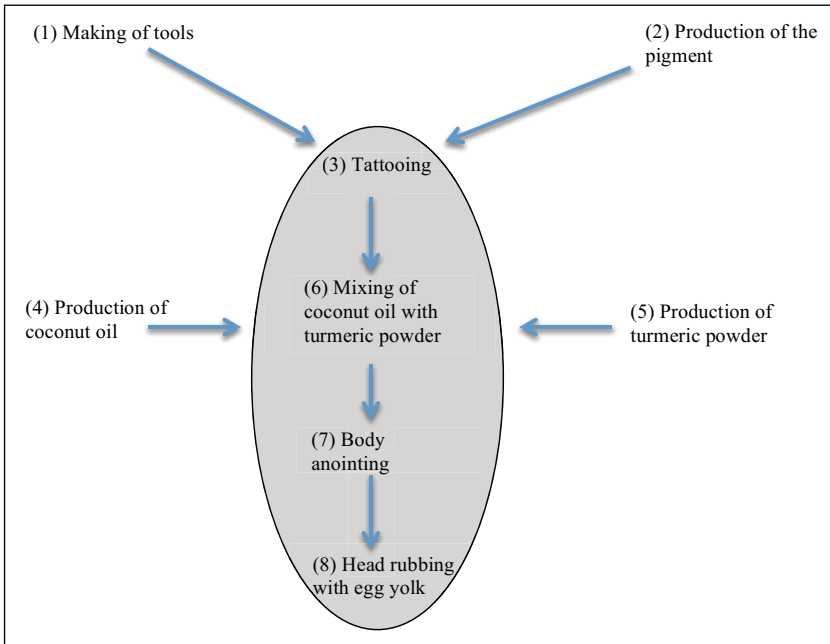 (1) Making of tools
(2) Production of the
pigment
(3) Tattooing
(4) Production of
coconut oil
(6) Mixing of
coconut oil with
turmeric powder
(5) Production of
turmeric powder
(7) Body
anointing
(8) Head rubbing
with egg yolk